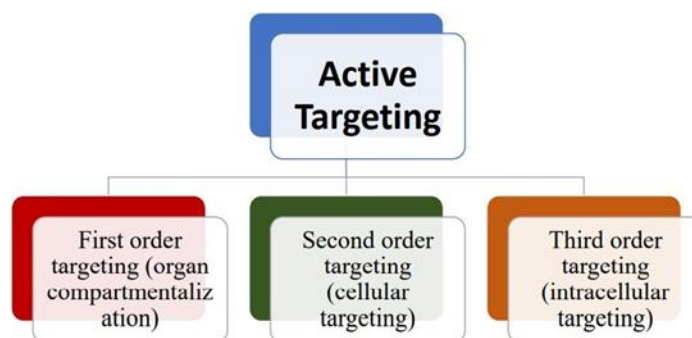 Active
Targeting
First order
targeting (organ
compartmentaliz
ation)
Second order
targeting
(cellular
targeting)
Third order
targeting
(intracellular
targeting)